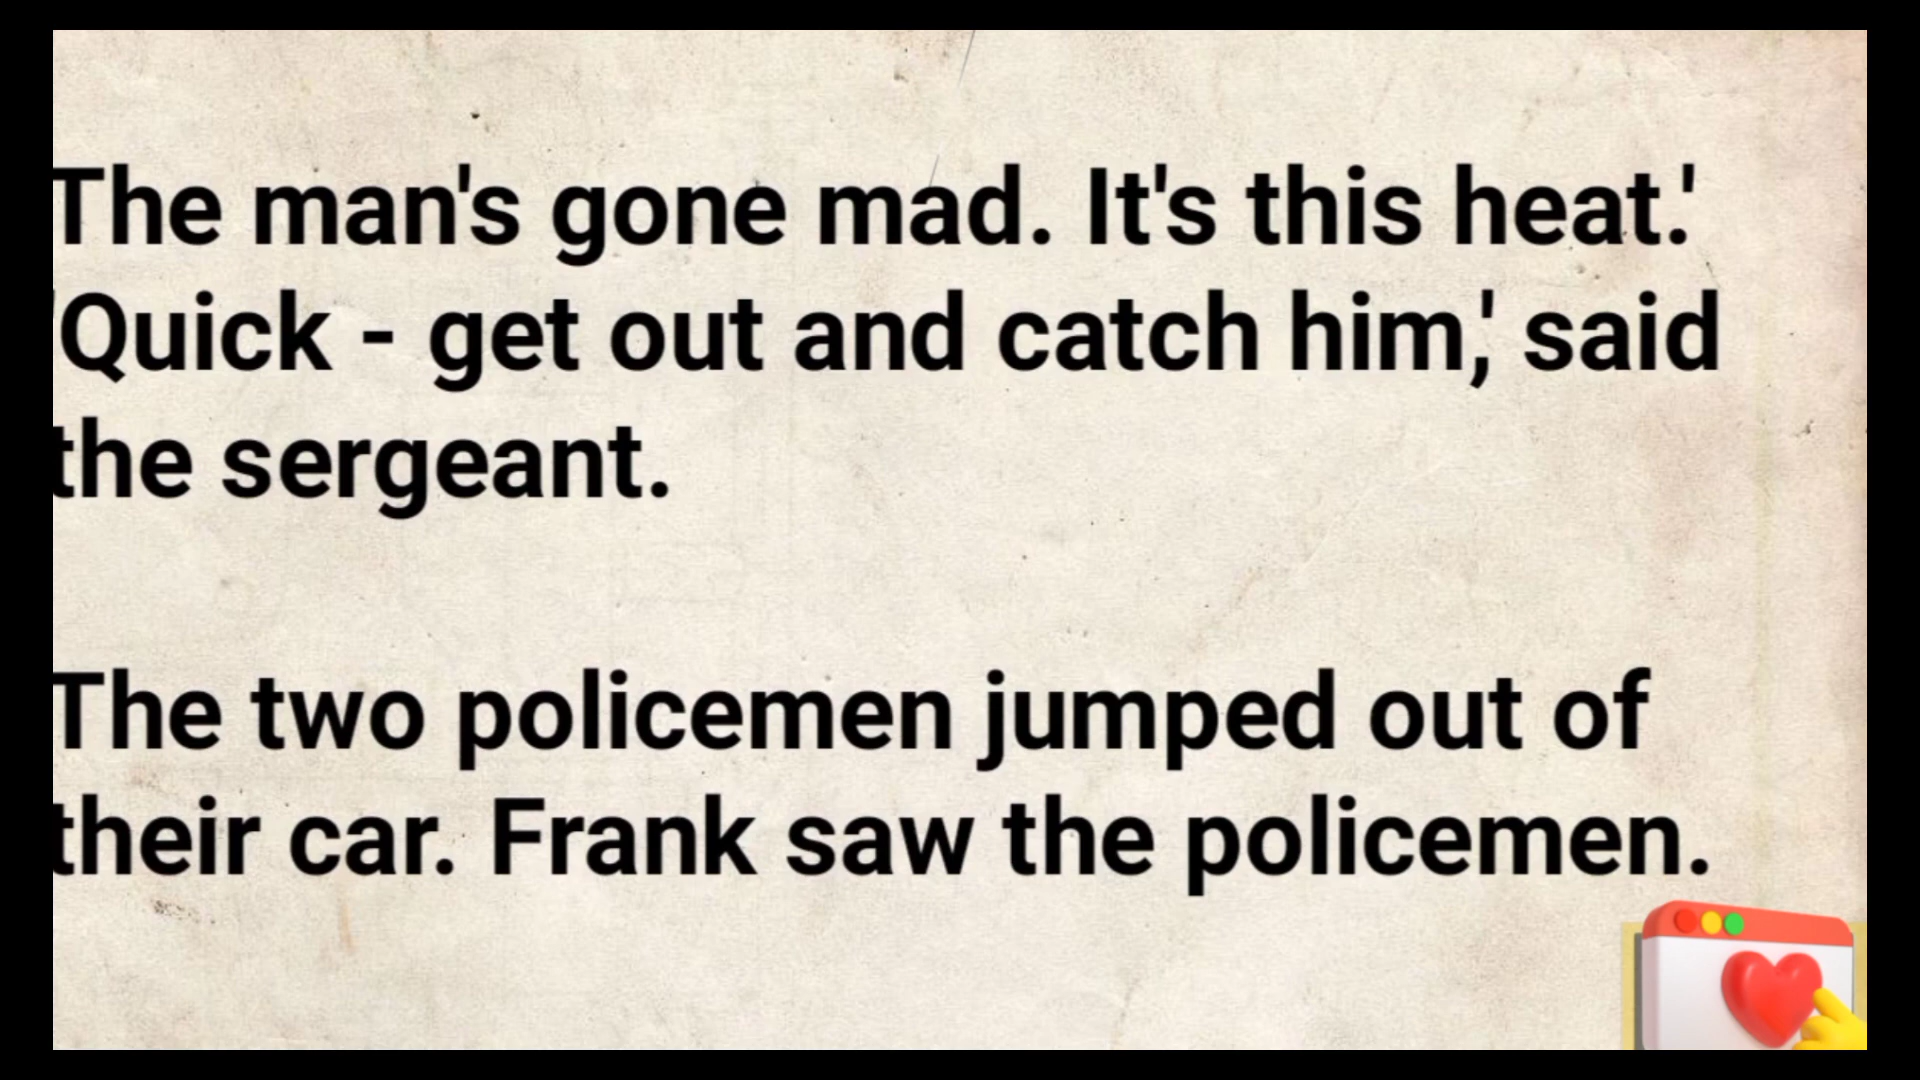 The man's gone mad. It's this heat.'
'Quick - get out and catch him,' said
the sergeant.
The two policemen jumped out of
their car. Frank saw the policemen.